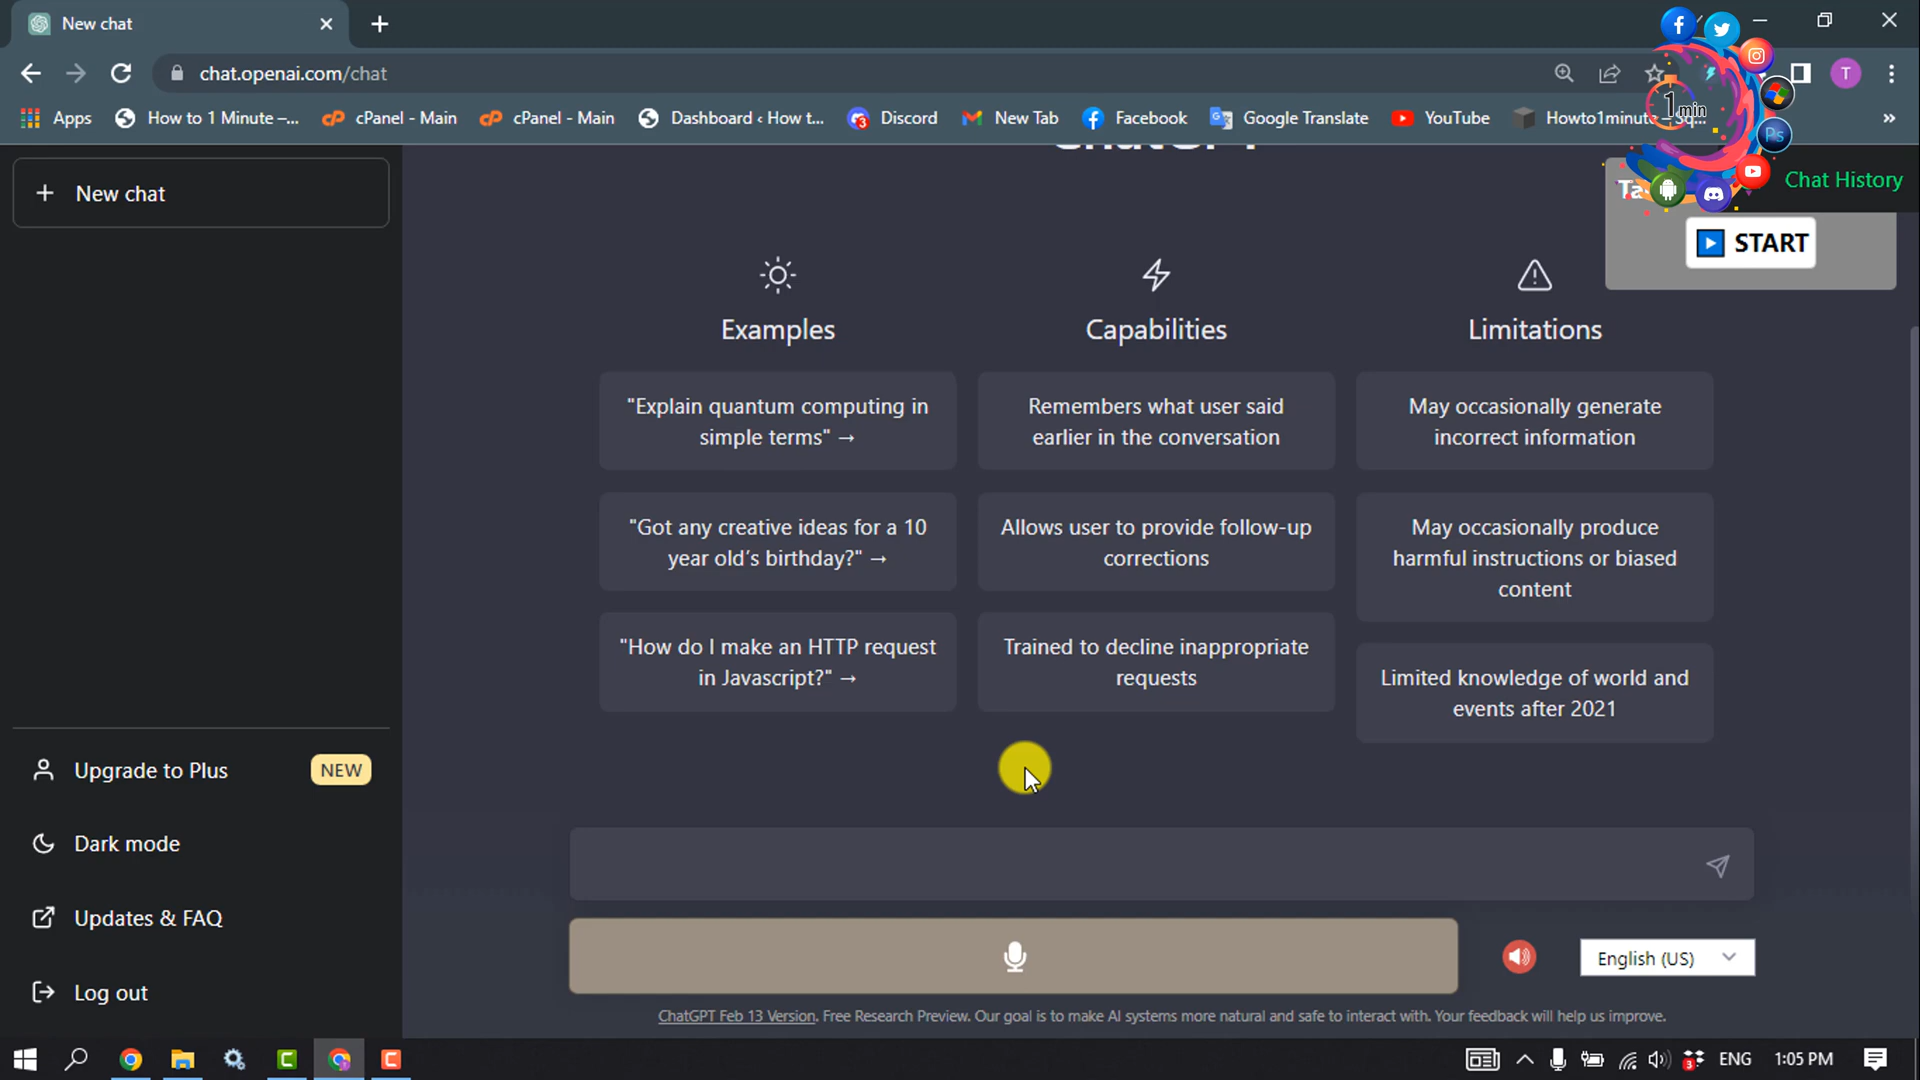 New chat
chat.openai.com/chat
T
Apps
How to 1 Minute –...
cPanel - Main
cPanel - Main
Dashboard ‹ How t...
Discord
New Tab
Facebook
Google Translate
YouTube
Howto1minute
»
1 min
Ps
New chat
ChatGPT
Ta
Chat History
START
Examples
Capabilities
Limitations
"Explain quantum computing in
simple terms" →
Remembers what user said
earlier in the conversation
May occasionally generate
incorrect information
"Got any creative ideas for a 10
year old's birthday?" →
Allows user to provide follow-up
corrections
May occasionally produce
harmful instructions or biased
content
"How do I make an HTTP request
in Javascript?" →
Trained to decline inappropriate
requests
Limited knowledge of world and
events after 2021
Upgrade to Plus
NEW
Dark mode
Updates & FAQ
Log out
English (US)
ChatGPT Feb 13 Version. Free Research Preview. Our goal is to make AI systems more natural and safe to interact with. Your feedback will help us improve.
ENG
1:05 PM